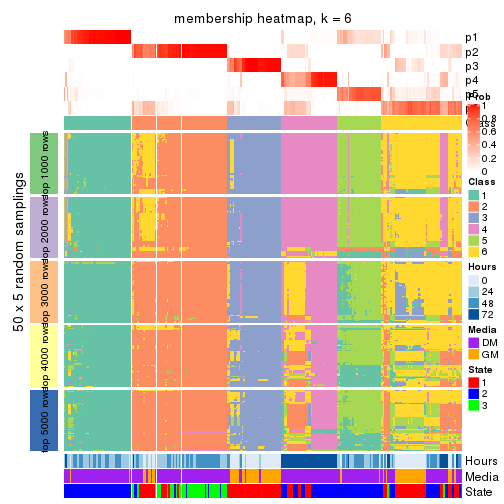 membership heatmap, k = 6
p1
p2
p3
p4
p5
Prob
1
0.8
0.6
0.4
0.2
0
Class
1
2
3
4
5
6
Hours
0
24
48
72
Media
DM
GM
State
1
2
3
50 x 5 random samplings
top 1000 rows
top 2000 rows
top 3000 rows
top 4000 rows
top 5000 rows
Hours
Media
State